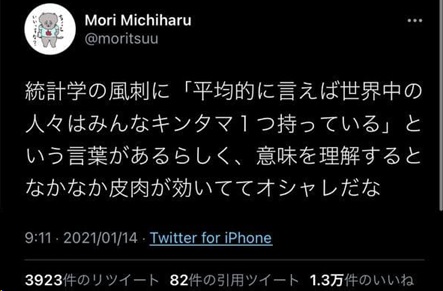 Mori Michiharu
@moritsuu
統計学の風刺に「平均的に言えば世界中の
人々はみんなキンタマ１つ持っている」と
いう言葉があるらしく、意味を理解すると
なかなか皮肉が効いててオシャレだな
9:11 · 2021/01/14 · Twitter for iPhone
3923件のリツイート 82件の引用ツイート 1.3万件のいいね